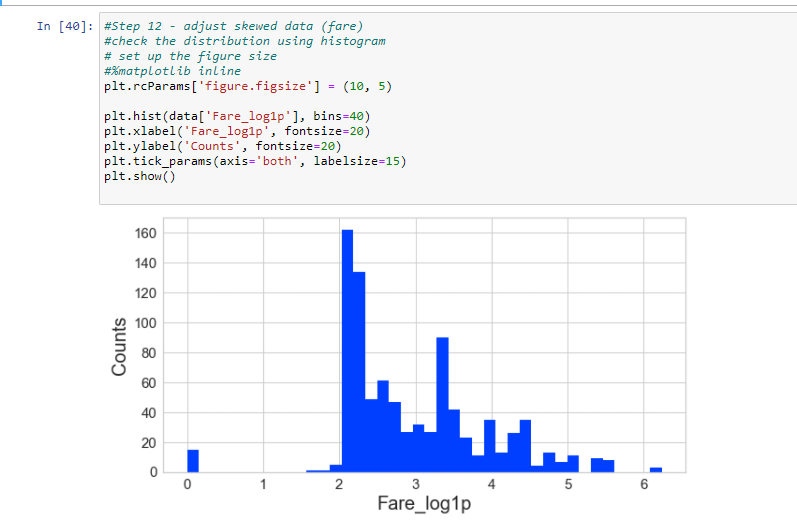 In [40]: #Step 12 - adjust skewed data (fare)
#check the distribution using histogram
# set up the figure size
#%matplotlib inline
plt.rcParams['figure.figsize'] = (10, 5)
plt.hist(data['Fare_log1p'], bins=40)
plt.xlabel('Fare_log1p', fontsize=20)
plt.ylabel('Counts', fontsize=20)
plt.tick_params(axis='both', labelsize=15)
plt.show()
160
140
120
100
80
60
40
20
0
Counts
0 1 2 3 4 5 6
Fare_log1p